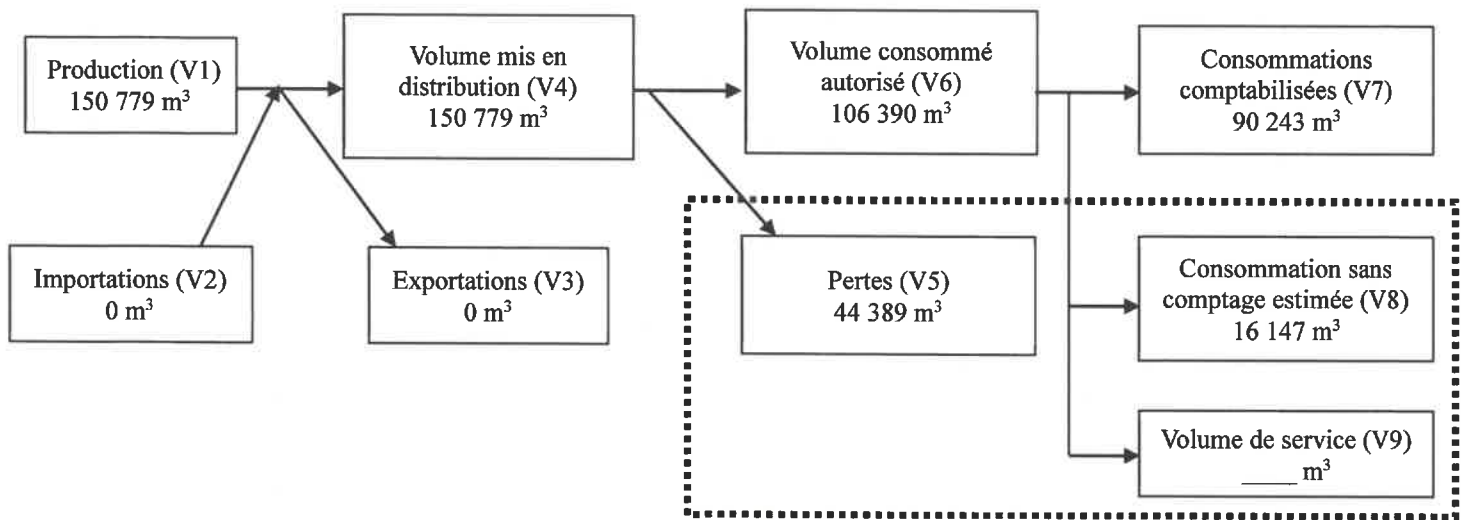 Production (V1)
150 779 m³
Volume mis en
distribution (V4)
150 779 m³
Volume consommé
autorisé (V6)
106 390 m³
Consommations
comptabilisées (V7)
90 243 m³
Importations (V2)
0 m³
Exportations (V3)
0 m³
Pertes (V5)
44 389 m³
Consommation sans
comptage estimée (V8)
16 147 m³
Volume de service (V9)
____ m³